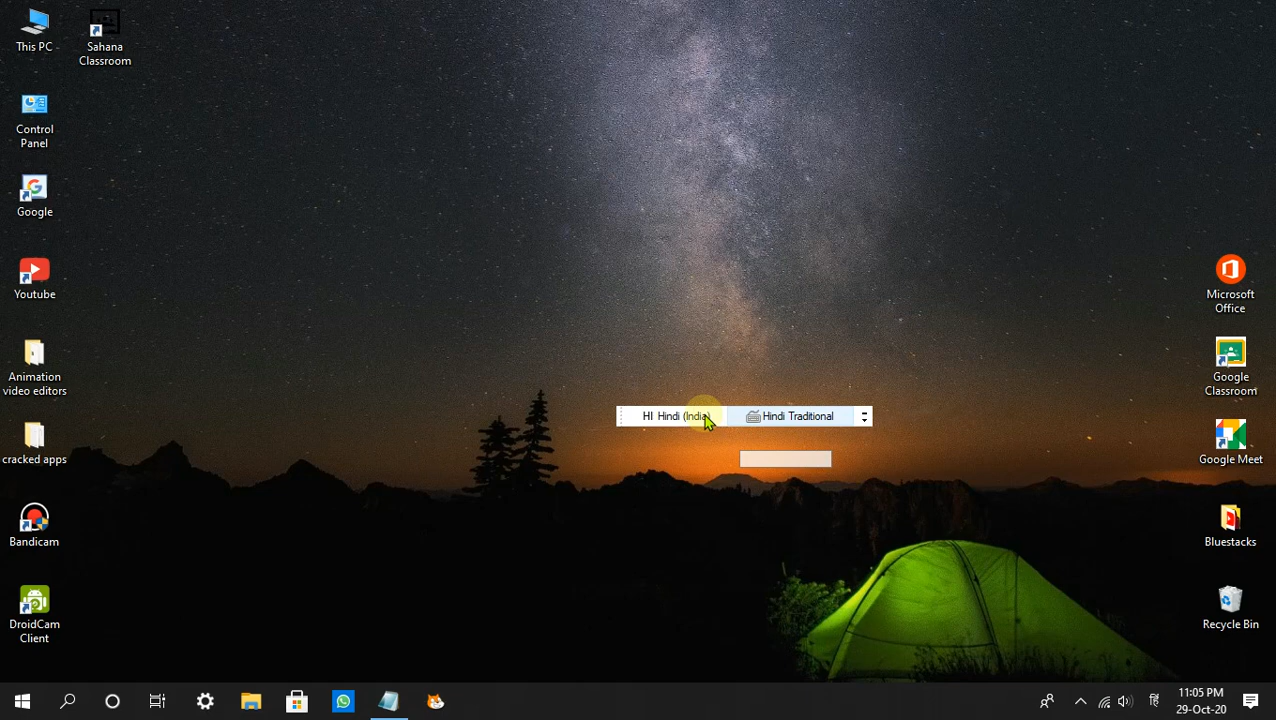 This PC
Sahana
Classroom
Control
Panel
Google
Youtube
Animation
video editors
cracked apps
Bandicam
DroidCam
Client
HI Hindi (India)
Hindi Traditional
Microsoft
Office
Google
Classroom
Google Meet
Bluestacks
Recycle Bin
हि
11:05 PM
29-Oct-20